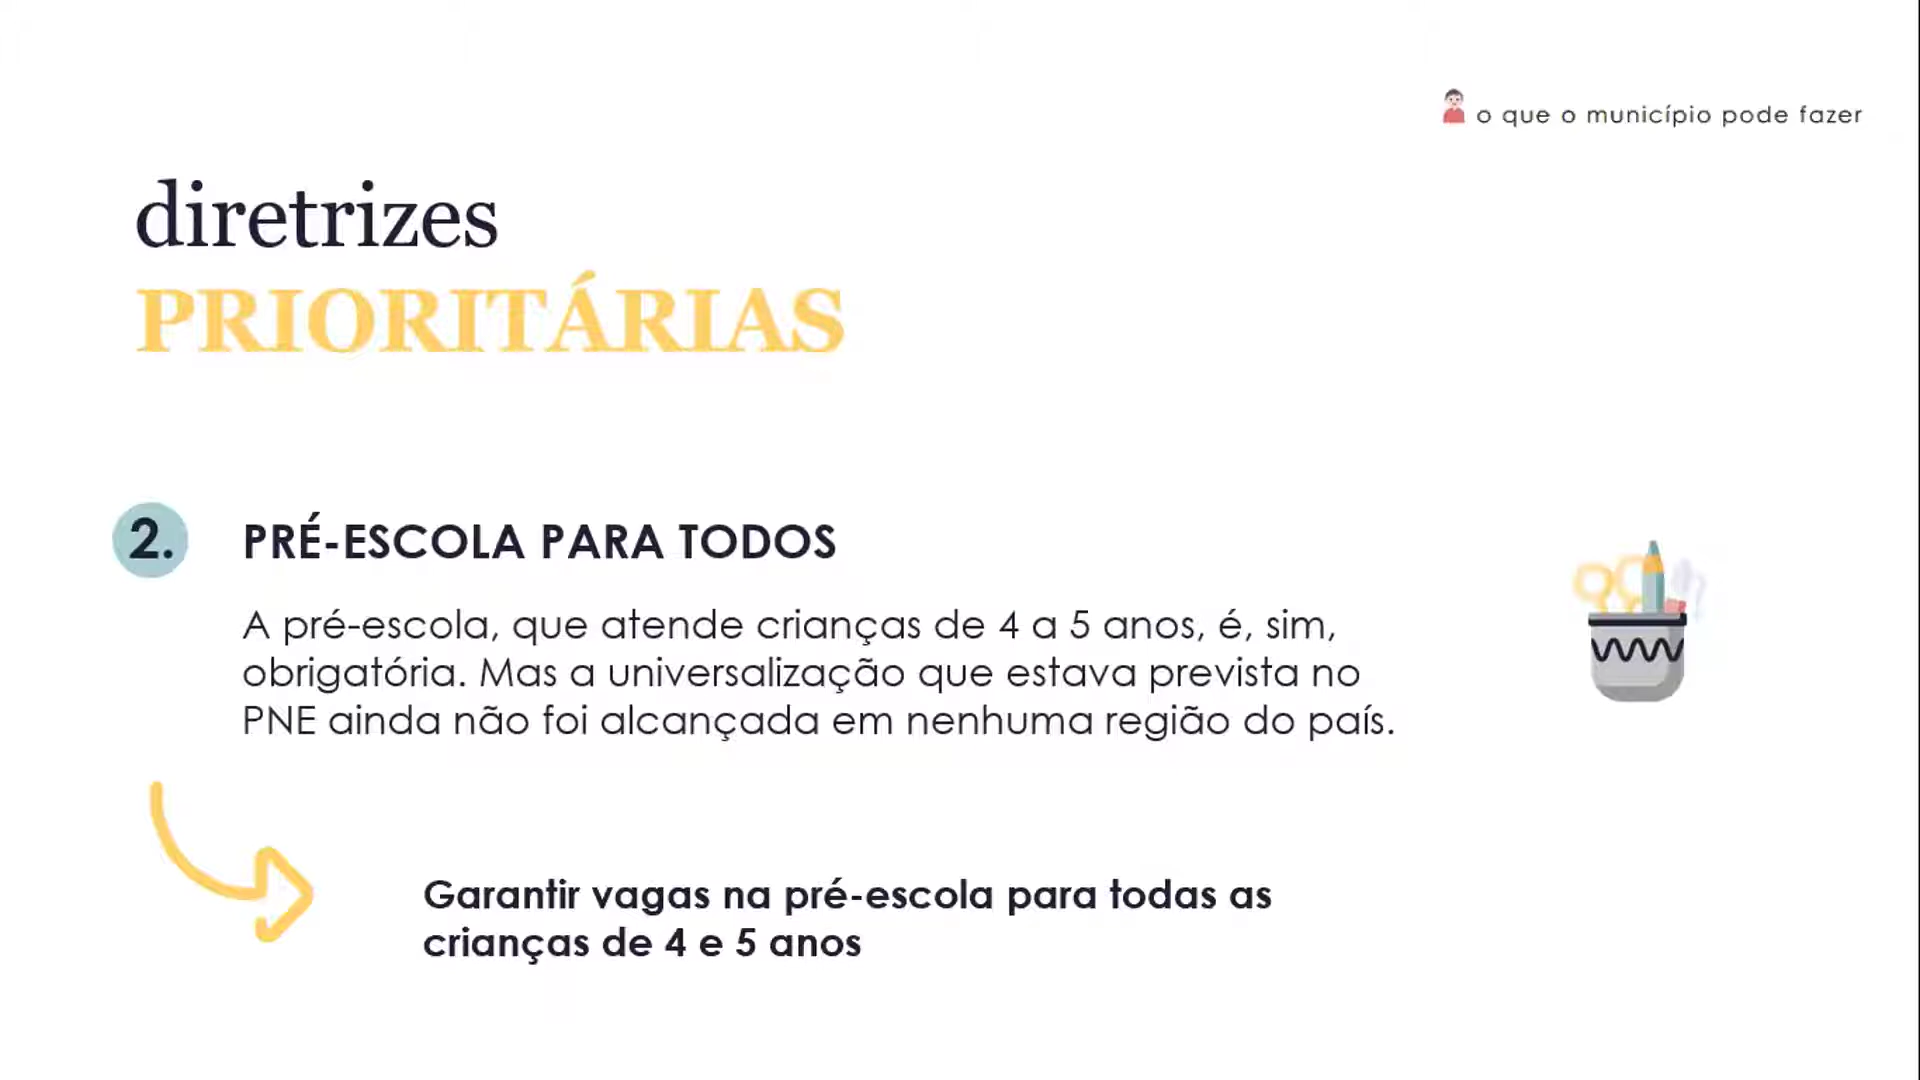 o que o município pode fazer
diretrizes
PRIORITÁRIAS
2. PRÉ-ESCOLA PARA TODOS
A pré-escola, que atende crianças de 4 a 5 anos, é, sim,
obrigatória. Mas a universalização que estava prevista no
PNE ainda não foi alcançada em nenhuma região do país.
Garantir vagas na pré-escola para todas as
crianças de 4 e 5 anos